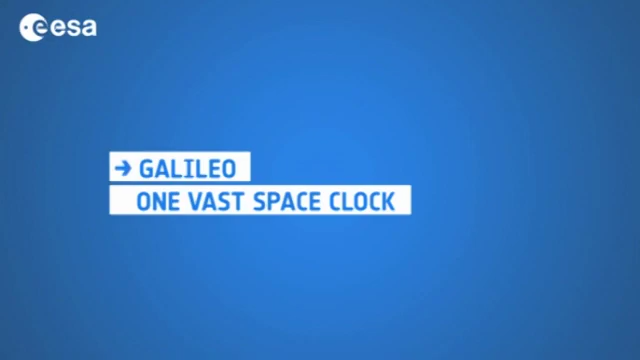 esa
→ GALILEO
ONE VAST SPACE CLOCK